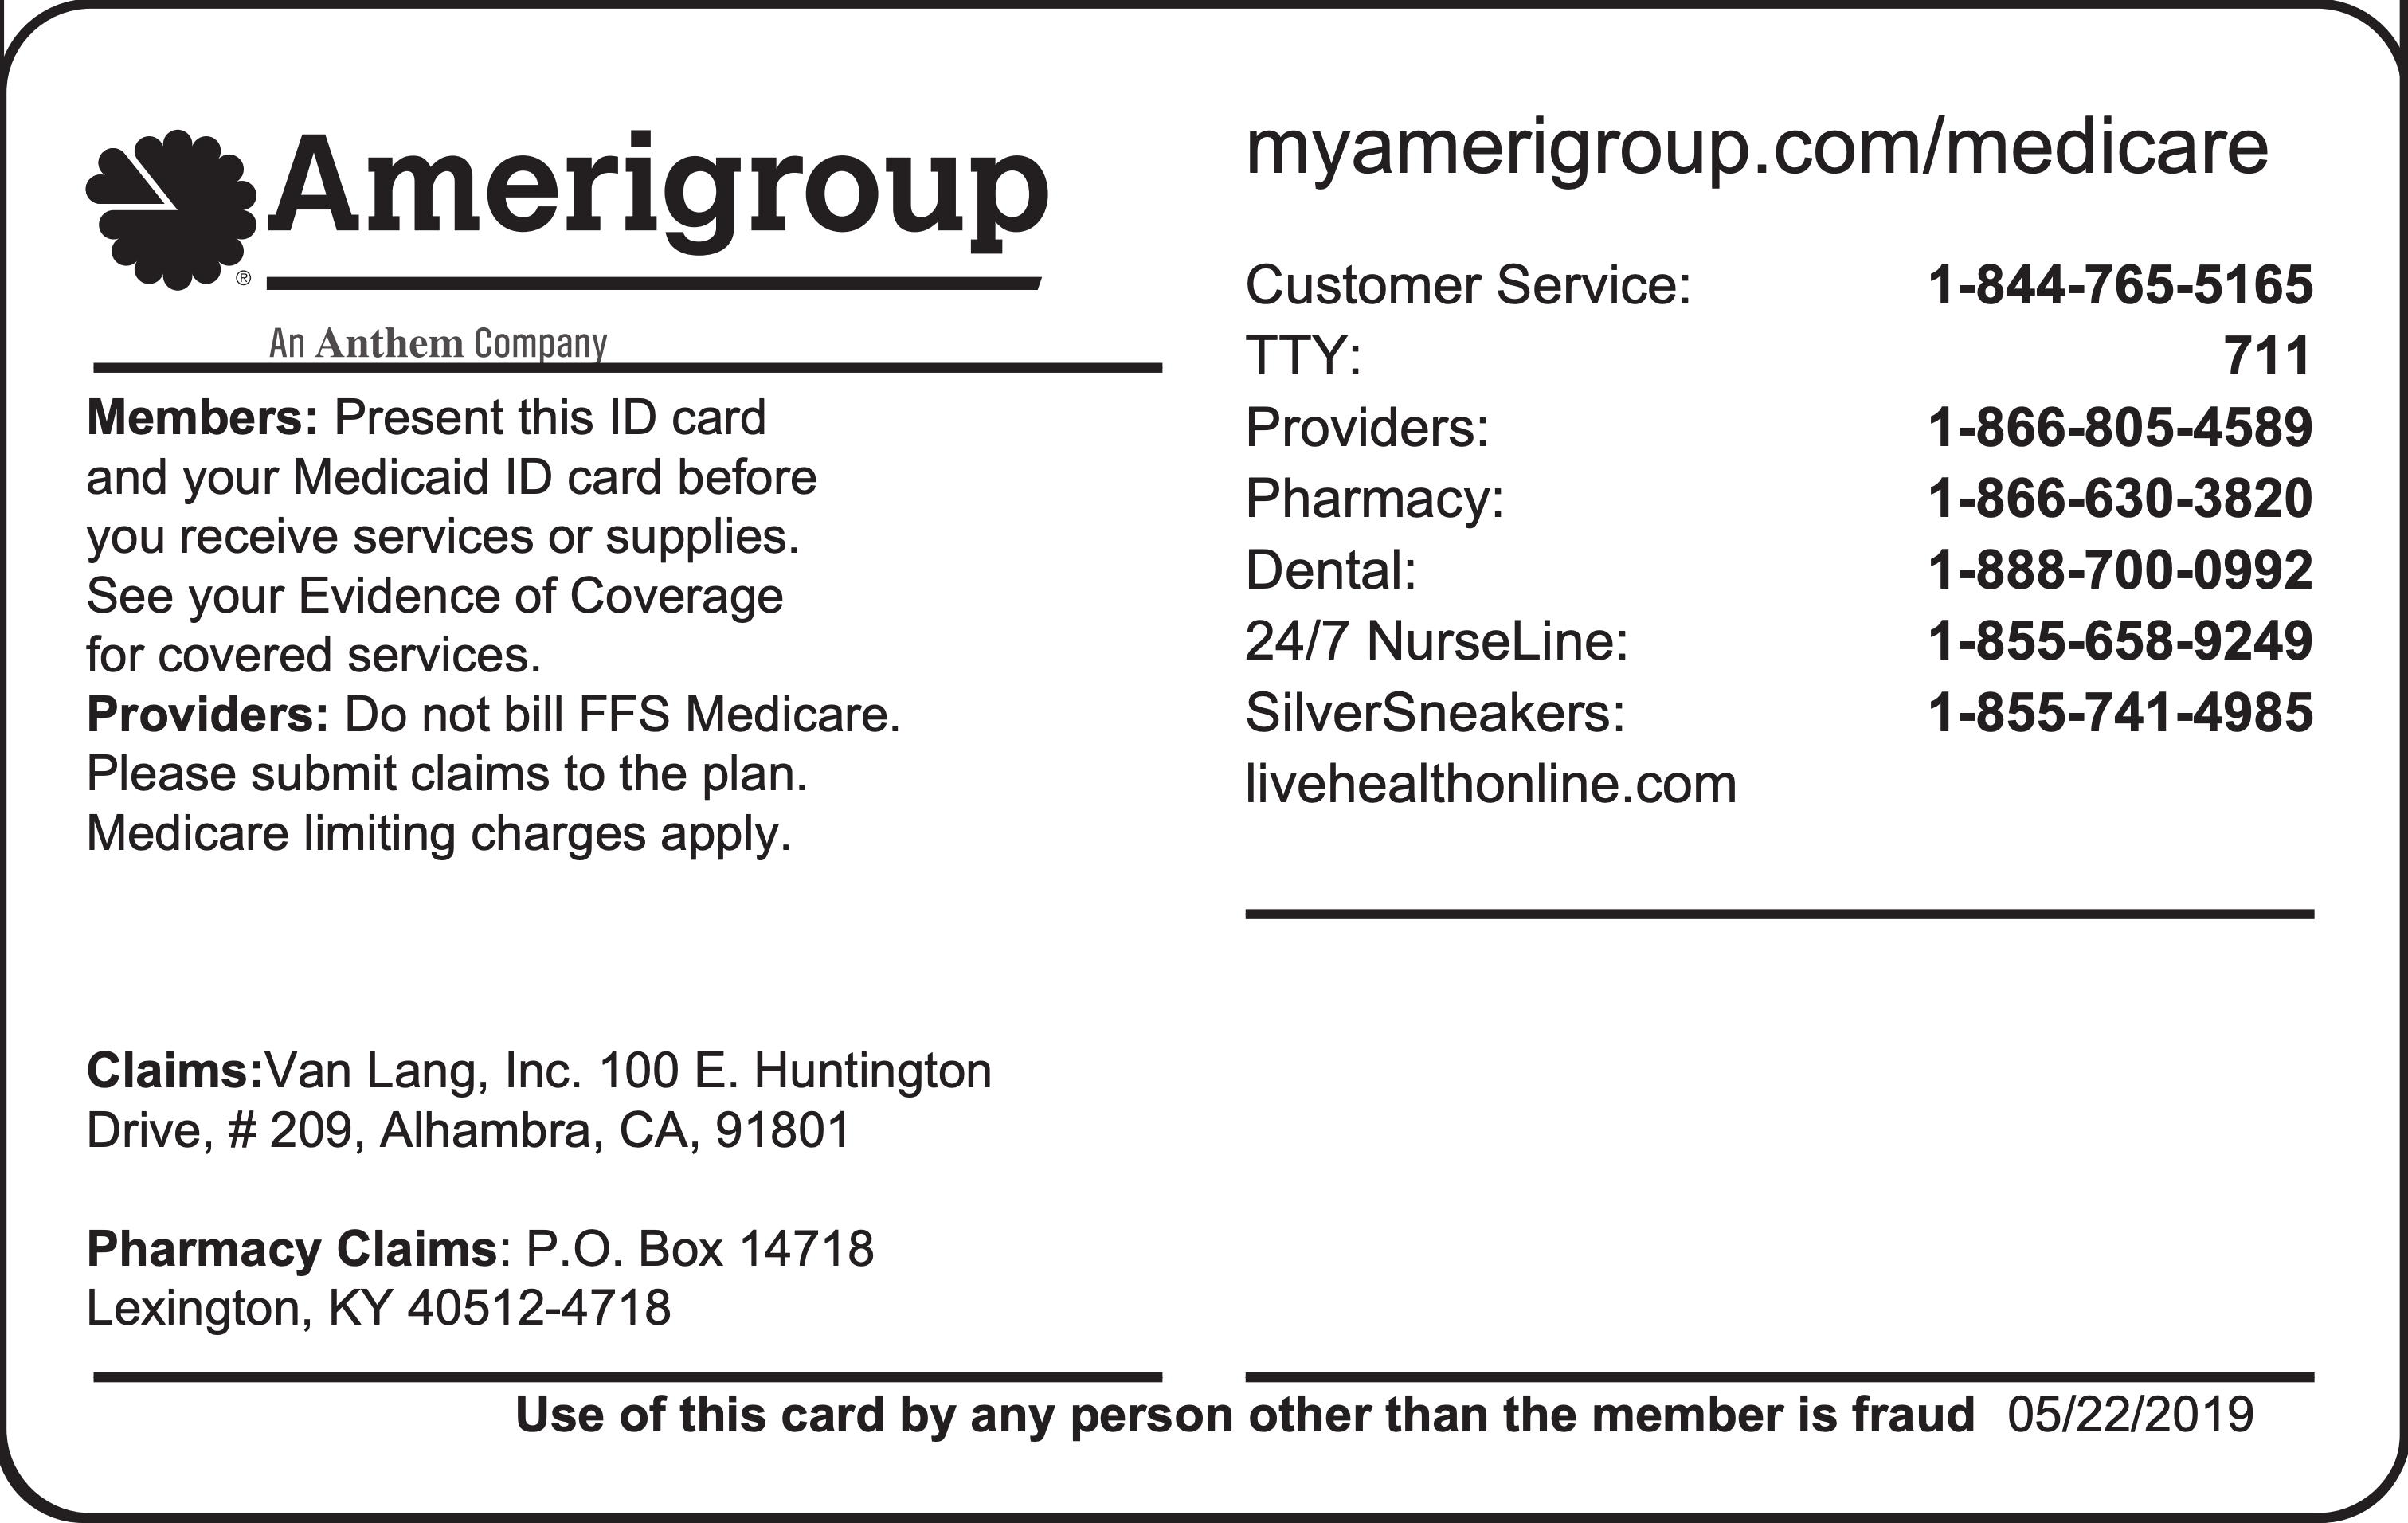 Amerigroup
®
An Anthem Company
Members: Present this ID card
and your Medicaid ID card before
you receive services or supplies.
See your Evidence of Coverage
for covered services.
Providers: Do not bill FFS Medicare.
Please submit claims to the plan.
Medicare limiting charges apply.
Claims:Van Lang, Inc. 100 E. Huntington
Drive, # 209, Alhambra, CA, 91801
Pharmacy Claims: P.O. Box 14718
Lexington, KY 40512-4718
myamerigroup.com/medicare
Customer Service: 1-844-765-5165
TTY: 711
Providers: 1-866-805-4589
Pharmacy: 1-866-630-3820
Dental: 1-888-700-0992
24/7 NurseLine: 1-855-658-9249
SilverSneakers: 1-855-741-4985
livehealthonline.com
Use of this card by any person other than the member is fraud 05/22/2019